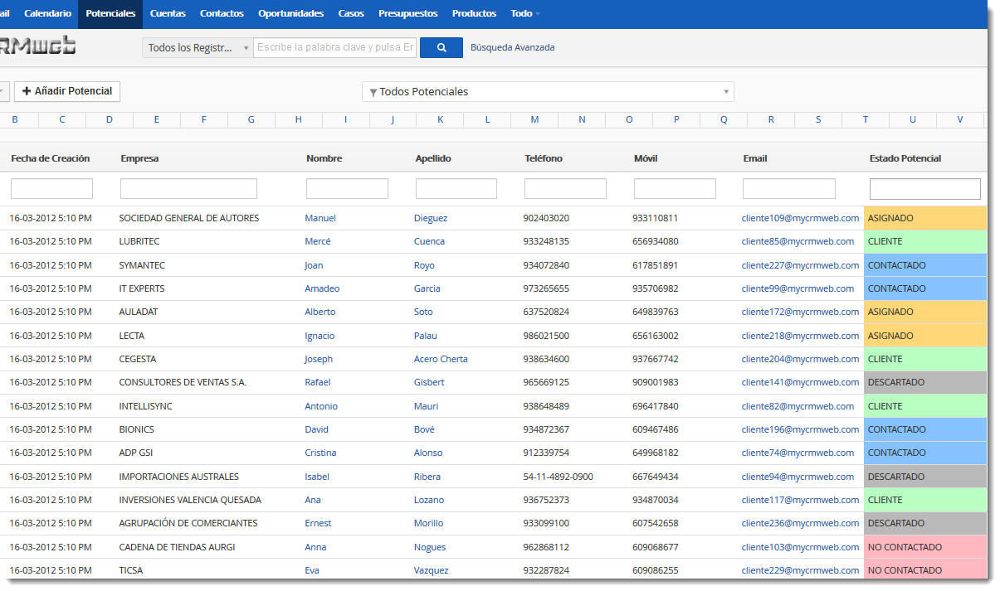 ail Calendario Potenciales Cuentas Contactos Oportunidades Casos Presupuestos Productos Todo
RMweb Todos los Registr... Escribe la palabra clave y pulsa Er Búsqueda Avanzada
+ Añadir Potencial Todos Potenciales
B C D E F G H I J K L M N O P Q R S T U V
Fecha de Creación Empresa Nombre Apellido Teléfono Móvil Email Estado Potencial
16-03-2012 5:10 PM SOCIEDAD GENERAL DE AUTORES Manuel Dieguez 902403020 933110811 cliente109@mycrmweb.com ASIGNADO
16-03-2012 5:10 PM LUBRITEC Mercé Cuenca 933248135 656934080 cliente85@mycrmweb.com CLIENTE
16-03-2012 5:10 PM SYMANTEC Joan Royo 934072840 617851891 cliente227@mycrmweb.com CONTACTADO
16-03-2012 5:10 PM IT EXPERTS Amadeo Garcia 973265655 935706982 cliente99@mycrmweb.com CONTACTADO
16-03-2012 5:10 PM AULADAT Alberto Soto 637520824 649839763 cliente172@mycrmweb.com ASIGNADO
16-03-2012 5:10 PM LECTA Ignacio Palau 986021500 656163002 cliente218@mycrmweb.com ASIGNADO
16-03-2012 5:10 PM CEGESTA Joseph Acero Cherta 938634600 937667742 cliente204@mycrmweb.com CLIENTE
16-03-2012 5:10 PM CONSULTORES DE VENTAS S.A. Rafael Gisbert 965669125 909001983 cliente141@mycrmweb.com DESCARTADO
16-03-2012 5:10 PM INTELLISYNC Antonio Mauri 938648489 696417840 cliente82@mycrmweb.com CLIENTE
16-03-2012 5:10 PM BIONICS David Bové 934872367 609467486 cliente196@mycrmweb.com CONTACTADO
16-03-2012 5:10 PM ADP GSI Cristina Alonso 912339754 649968182 cliente74@mycrmweb.com CONTACTADO
16-03-2012 5:10 PM IMPORTACIONES AUSTRALES Isabel Ribera 54-11-4892-0900 667649434 cliente94@mycrmweb.com DESCARTADO
16-03-2012 5:10 PM INVERSIONES VALENCIA QUESADA Ana Lozano 936752373 934870034 cliente117@mycrmweb.com CLIENTE
16-03-2012 5:10 PM AGRUPACIÓN DE COMERCIANTES Ernest Morillo 933099100 607542658 cliente236@mycrmweb.com DESCARTADO
16-03-2012 5:10 PM CADENA DE TIENDAS AURGI Anna Nogues 962868112 609068677 cliente103@mycrmweb.com NO CONTACTADO
16-03-2012 5:10 PM TICSA Eva Vazquez 932287824 609086255 cliente229@mycrmweb.com NO CONTACTADO